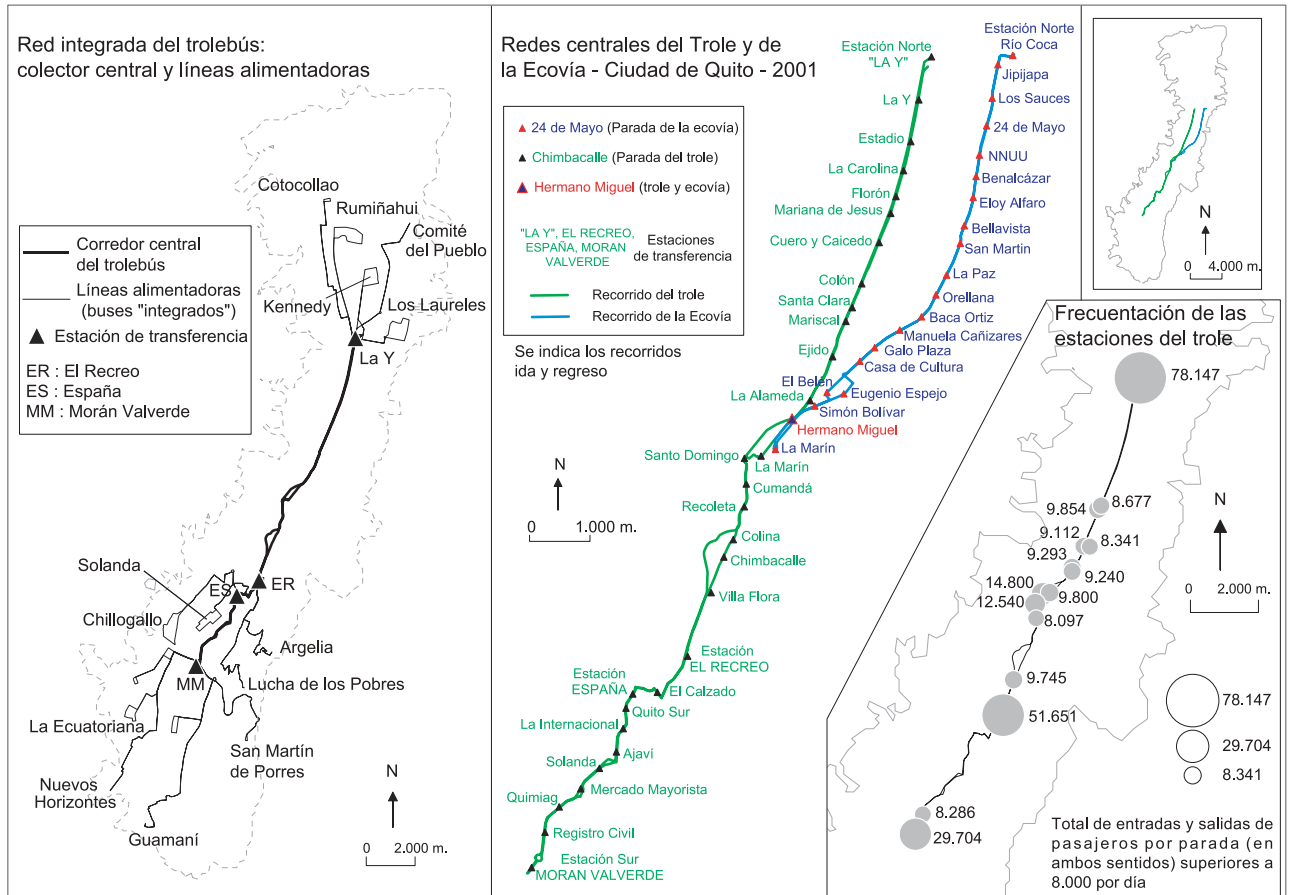 Red integrada del trolebús:
colector central y líneas alimentadoras
Corredor central
del trolebús
Líneas alimentadoras
(buses "integrados")
Estación de transferencia
ER : El Recreo
ES : España
MM : Morán Valverde
Cotocollao
Rumiñahui
Comité
del Pueblo
Kennedy
Los Laureles
La Y
Solanda
ES
ER
Chillogallo
Argelia
MM
Lucha de los Pobres
La Ecuatoriana
San Martín
de Porres
Nuevos
Horizontes
Guamaní
N
0 2.000 m.
Redes centrales del Trole y de
la Ecovía - Ciudad de Quito - 2001
24 de Mayo (Parada de la ecovía)
Chimbacalle (Parada del trole)
Hermano Miguel (trole y ecovía)
"LA Y", EL RECREO,
ESPAÑA, MORAN
VALVERDE
Estaciones
de transferencia
Recorrido del trole
Recorrido de la Ecovía
Se indica los recorridos
ida y regreso
N
0 1.000 m.
Estación Norte
"LA Y"
La Y
Estadio
La Carolina
Florón
Mariana de Jesus
Cuero y Caicedo
Colón
Santa Clara
Mariscal
Ejido
La Alameda
Santo Domingo
La Marín
Cumandá
Recoleta
Colina
Chimbacalle
Villa Flora
Estación
EL RECREO
Estación
ESPAÑA
El Calzado
Quito Sur
La Internacional
Ajaví
Solanda
Mercado Mayorista
Quimiag
Registro Civil
Estación Sur
MORAN VALVERDE
Estación Norte
Río Coca
Jipijapa
Los Sauces
24 de Mayo
NNUU
Benalcázar
Eloy Alfaro
Bellavista
San Martin
La Paz
Orellana
Baca Ortiz
Manuela Cañizares
Galo Plaza
Casa de Cultura
El Belén
Eugenio Espejo
Simón Bolívar
Hermano Miguel
La Marín
N
0 4.000 m.
Frecuentación de las
estaciones del trole
78.147
9.854
8.677
9.112
8.341
9.293
9.240
14.800
9.800
12.540
8.097
9.745
51.651
8.286
29.704
N
0 2.000 m.
78.147
29.704
8.341
Total de entradas y salidas de
pasajeros por parada (en
ambos sentidos) superiores a
8.000 por día